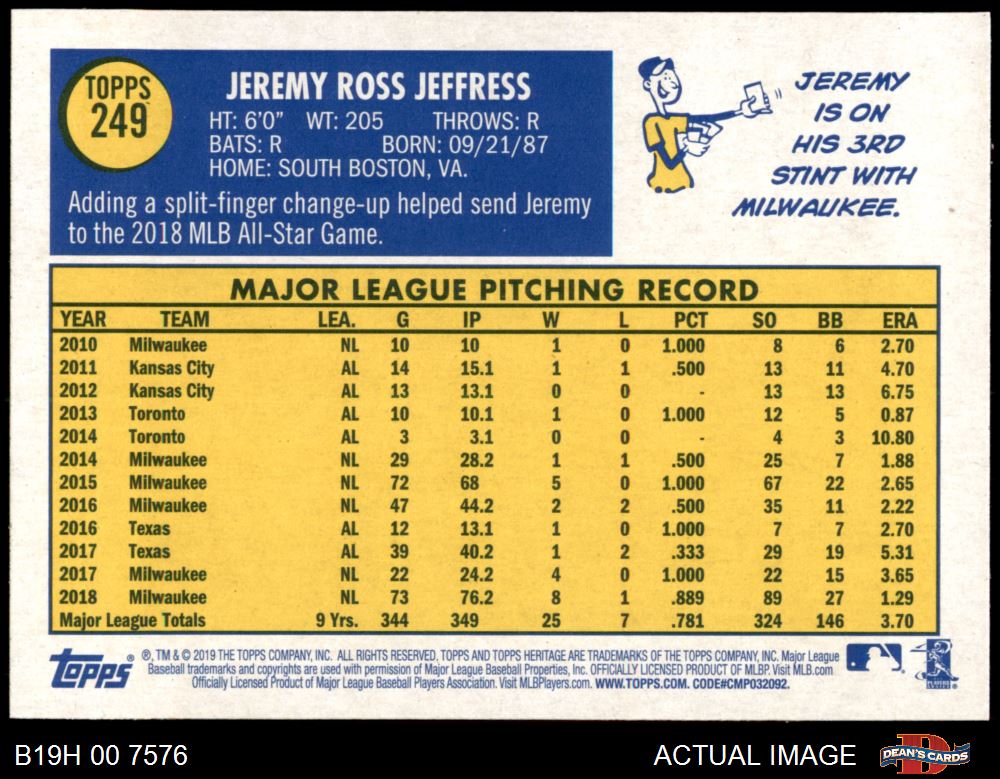 TOPPS
249
JEREMY ROSS JEFFRESS
HT: 6'0" WT: 205 THROWS: R
BATS: R BORN: 09/21/87
HOME: SOUTH BOSTON, VA.
Adding a split-finger change-up helped send Jeremy
to the 2018 MLB All-Star Game.
JEREMY
IS ON
HIS 3RD
STINT WITH
MILWAUKEE.
MAJOR LEAGUE PITCHING RECORD
YEAR TEAM LEA. G IP W L PCT SO BB ERA
2010 Milwaukee NL 10 10 1 0 1.000 8 6 2.70
2011 Kansas City AL 14 15.1 1 1 .500 13 11 4.70
2012 Kansas City AL 13 13.1 0 0 - 13 13 6.75
2013 Toronto AL 10 10.1 1 0 1.000 12 5 0.87
2014 Toronto AL 3 3.1 0 0 - 4 3 10.80
2014 Milwaukee NL 29 28.2 1 1 .500 25 7 1.88
2015 Milwaukee NL 72 68 5 0 1.000 67 22 2.65
2016 Milwaukee NL 47 44.2 2 2 .500 35 11 2.22
2016 Texas AL 12 13.1 1 0 1.000 7 7 2.70
2017 Texas AL 39 40.2 1 2 .333 29 19 5.31
2017 Milwaukee NL 22 24.2 4 0 1.000 22 15 3.65
2018 Milwaukee NL 73 76.2 8 1 .889 89 27 1.29
Major League Totals 9 Yrs. 344 349 25 7 .781 324 146 3.70
TOPPS ® ®, TM & © 2019 THE TOPPS COMPANY, INC. ALL RIGHTS RESERVED, TOPPS AND TOPPS HERITAGE ARE TRADEMARKS OF THE TOPPS COMPANY, INC. Major League
Baseball trademarks and copyrights are used with permission of Major League Baseball Properties, Inc. OFFICIALLY LICENSED PRODUCT OF MLBP. Visit MLB.com
Officially Licensed Product of Major League Baseball Players Association. Visit MLBPlayers.com. WWW.TOPPS.COM. CODE#CMP032092.
B19H 00 7576
ACTUAL IMAGE
DEAN'S CARDS